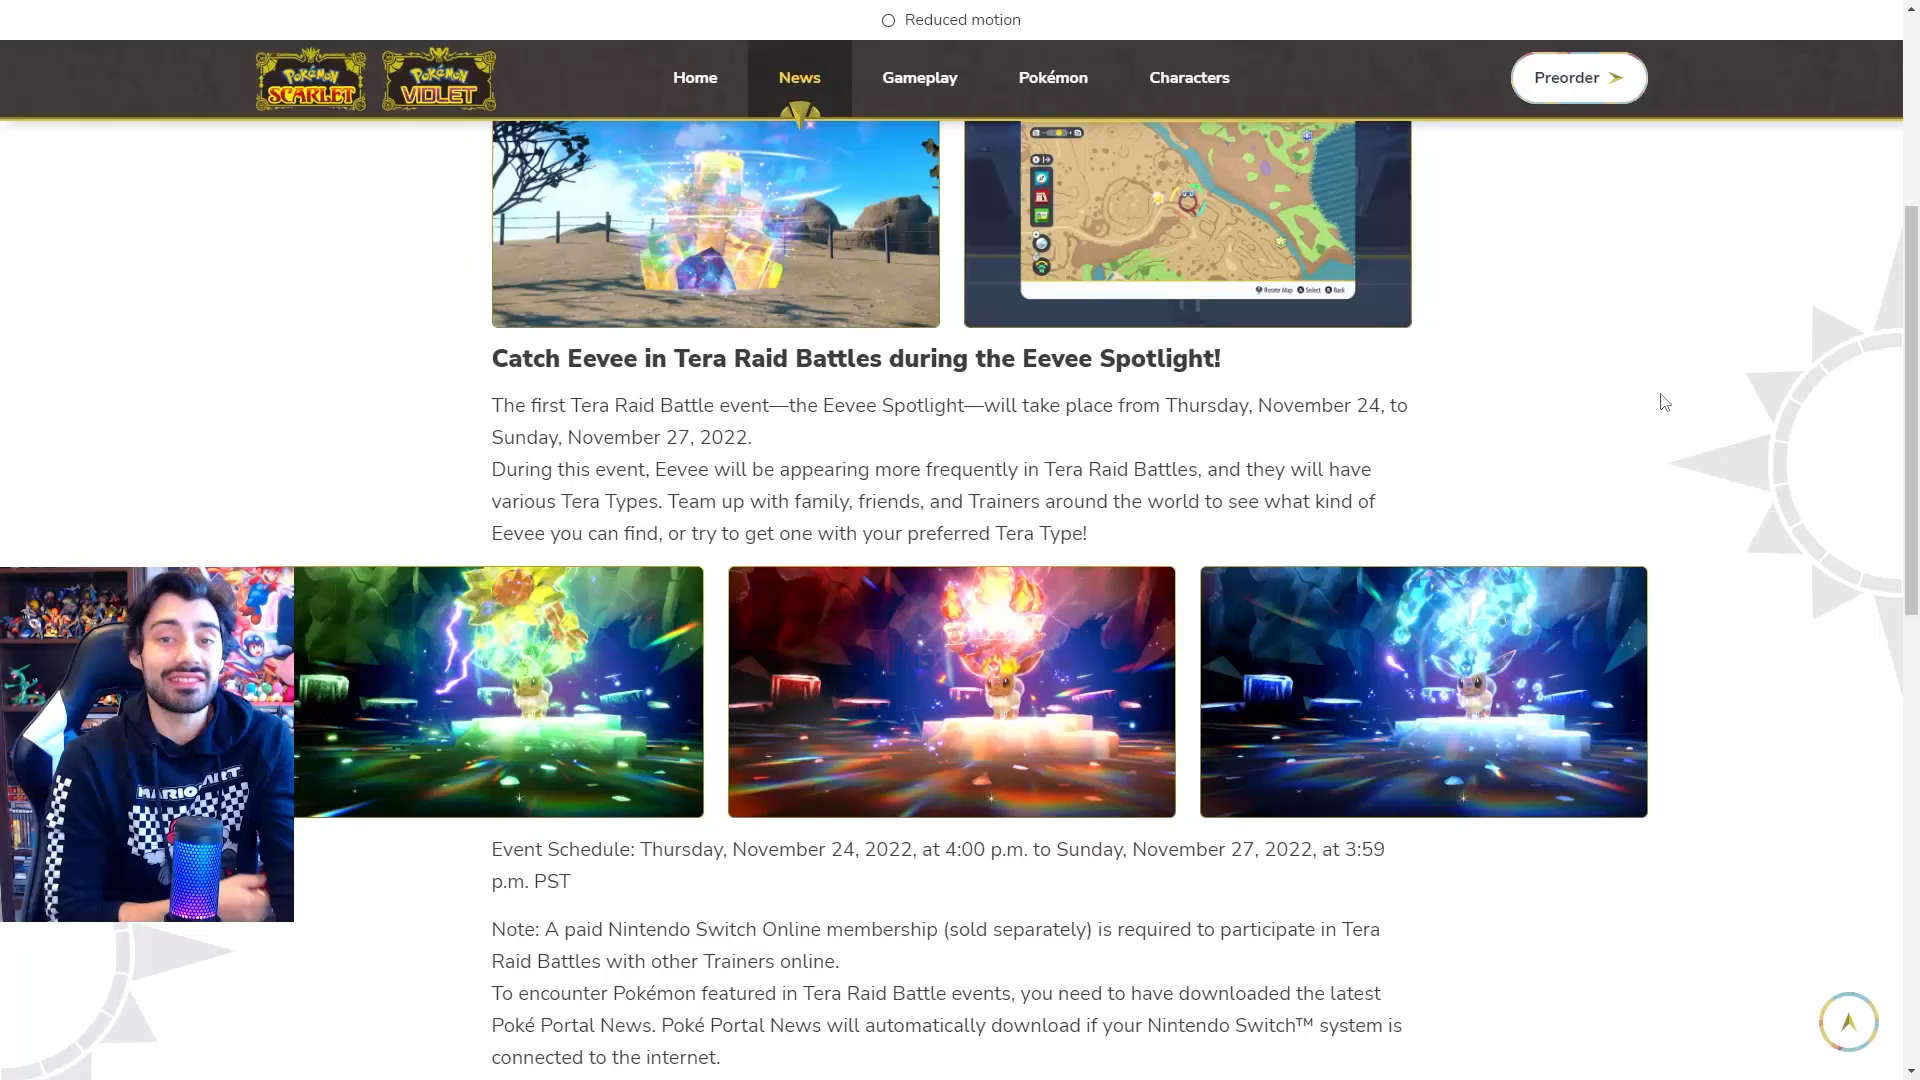 Reduced motion
POKÉMON SCARLET
POKÉMON VIOLET
Home
News
Gameplay
Pokémon
Characters
Preorder
Rotate Map Select Back
Catch Eevee in Tera Raid Battles during the Eevee Spotlight!
The first Tera Raid Battle event—the Eevee Spotlight—will take place from Thursday, November 24, to
Sunday, November 27, 2022.
During this event, Eevee will be appearing more frequently in Tera Raid Battles, and they will have
various Tera Types. Team up with family, friends, and Trainers around the world to see what kind of
Eevee you can find, or try to get one with your preferred Tera Type!
Event Schedule: Thursday, November 24, 2022, at 4:00 p.m. to Sunday, November 27, 2022, at 3:59
p.m. PST
Note: A paid Nintendo Switch Online membership (sold separately) is required to participate in Tera
Raid Battles with other Trainers online.
To encounter Pokémon featured in Tera Raid Battle events, you need to have downloaded the latest
Poké Portal News. Poké Portal News will automatically download if your Nintendo Switch™ system is
connected to the internet.